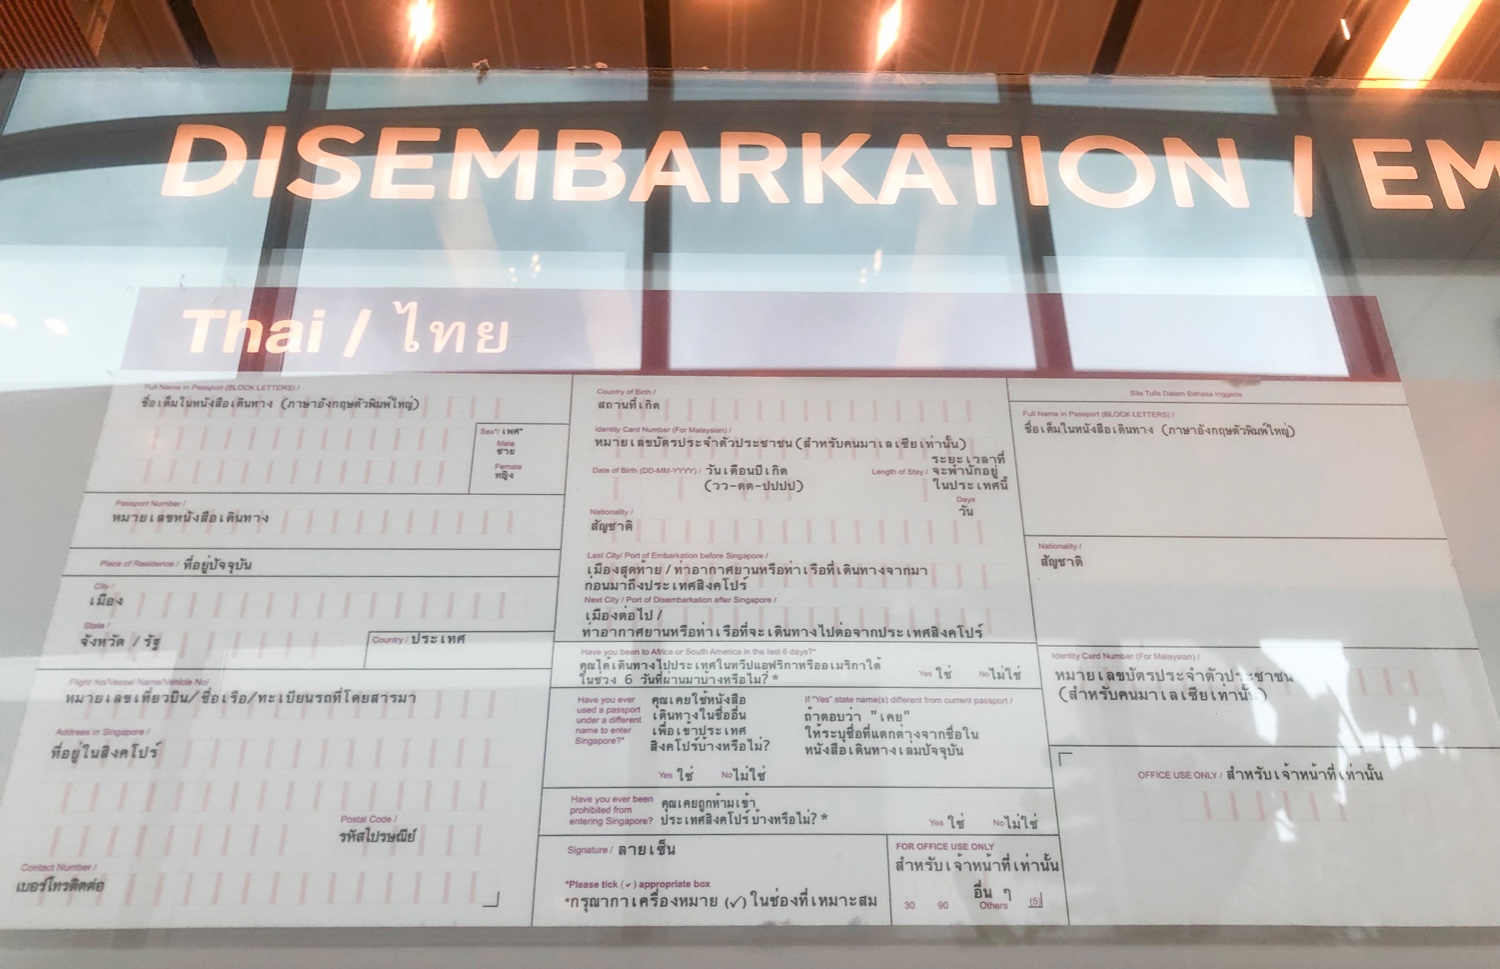 DISEMBARKATION | EM
Thai / ไทย
Full Name in Passport (BLOCK LETTERS) /
ชื่อเต็มในหนังสือเดินทาง (ภาษาอังกฤษตัวพิมพ์ใหญ่)
Sex*/ เพศ*
Male
ชาย
Female
หญิง
Passport Number /
หมายเลขหนังสือเดินทาง
Place of Residence / ที่อยู่ปัจจุบัน
City /
เมือง
State /
จังหวัด / รัฐ
Country / ประเทศ
Flight No/Vessel Name/Vehicle No/
หมายเลขเที่ยวบิน/ ชื่อเรือ/ทะเบียนรถที่โดยสารมา
Address in Singapore /
ที่อยู่ในสิงคโปร์
Postal Code /
รหัสไปรษณีย์
Contact Number /
เบอร์โทรติดต่อ
Country of Birth /
สถานที่เกิด
Identity Card Number (For Malaysian) /
หมายเลขบัตรประจำตัวประชาชน(สำหรับคนมาเลเซียเท่านั้น)
Date of Birth (DD-MM-YYYY) / วันเดือนปีเกิด
(วว-ดด-ปปปป)
Length of Stay /
ระยะเวลาที่
จะพำนักอยู่
ในประเทศนี้
Days
วัน
Nationality /
สัญชาติ
Last City/ Port of Embarkation before Singapore /
เมืองสุดท้าย /ท่าอากาศยานหรือท่าเรือที่เดินทางจากมา
ก่อนมาถึงประเทศสิงคโปร์
Next City / Port of Disembarkation after Singapore /
เมืองต่อไป /
ท่าอากาศยานหรือท่าเรือที่จะเดินทางไปต่อจากประเทศสิงคโปร์
Have you been to Africa or South America in the last 6 days?*
คุณได้เดินทางไปประเทศในทวีปแอฟริกาหรืออเมริกาใต้
ในช่วง 6 วันที่ผ่านมาบ้างหรือไม่? *
Yes ใช่ No ไม่ใช่
Have you ever
used a passport
under a different
name to enter
Singapore?*
คุณเคยใช้หนังสือ
เดินทางในชื่ออื่น
เพื่อเข้าประเทศ
สิงคโปร์บ้างหรือไม่?
Yes ใช่ No ไม่ใช่
If "Yes" state name(s) different from current passport /
ถ้าตอบว่า "เคย"
ให้ระบุชื่อที่แตกต่างจากชื่อใน
หนังสือเดินทางเล่มปัจจุบัน
Have you ever been
prohibited from
entering Singapore?
คุณเคยถูกห้ามเข้า
ประเทศสิงคโปร์บ้างหรือไม่? *
Yes ใช่ No ไม่ใช่
Signature / ลายเซ็น
*Please tick (✓) appropriate box
*กรุณากาเครื่องหมาย (✓) ในช่องที่เหมาะสม
FOR OFFICE USE ONLY
สำหรับเจ้าหน้าที่เท่านั้น
30 90 อื่น ๆ
Others (5)
Sila Tulis Dalam Bahasa Inggeris
Full Name in Passport (BLOCK LETTERS) /
ชื่อเต็มในหนังสือเดินทาง (ภาษาอังกฤษตัวพิมพ์ใหญ่)
Nationality /
สัญชาติ
Identity Card Number (For Malaysian) /
หมายเลขบัตรประจำตัวประชาชน
(สำหรับคนมาเลเซียเท่านั้น)
OFFICE USE ONLY / สำหรับเจ้าหน้าที่เท่านั้น